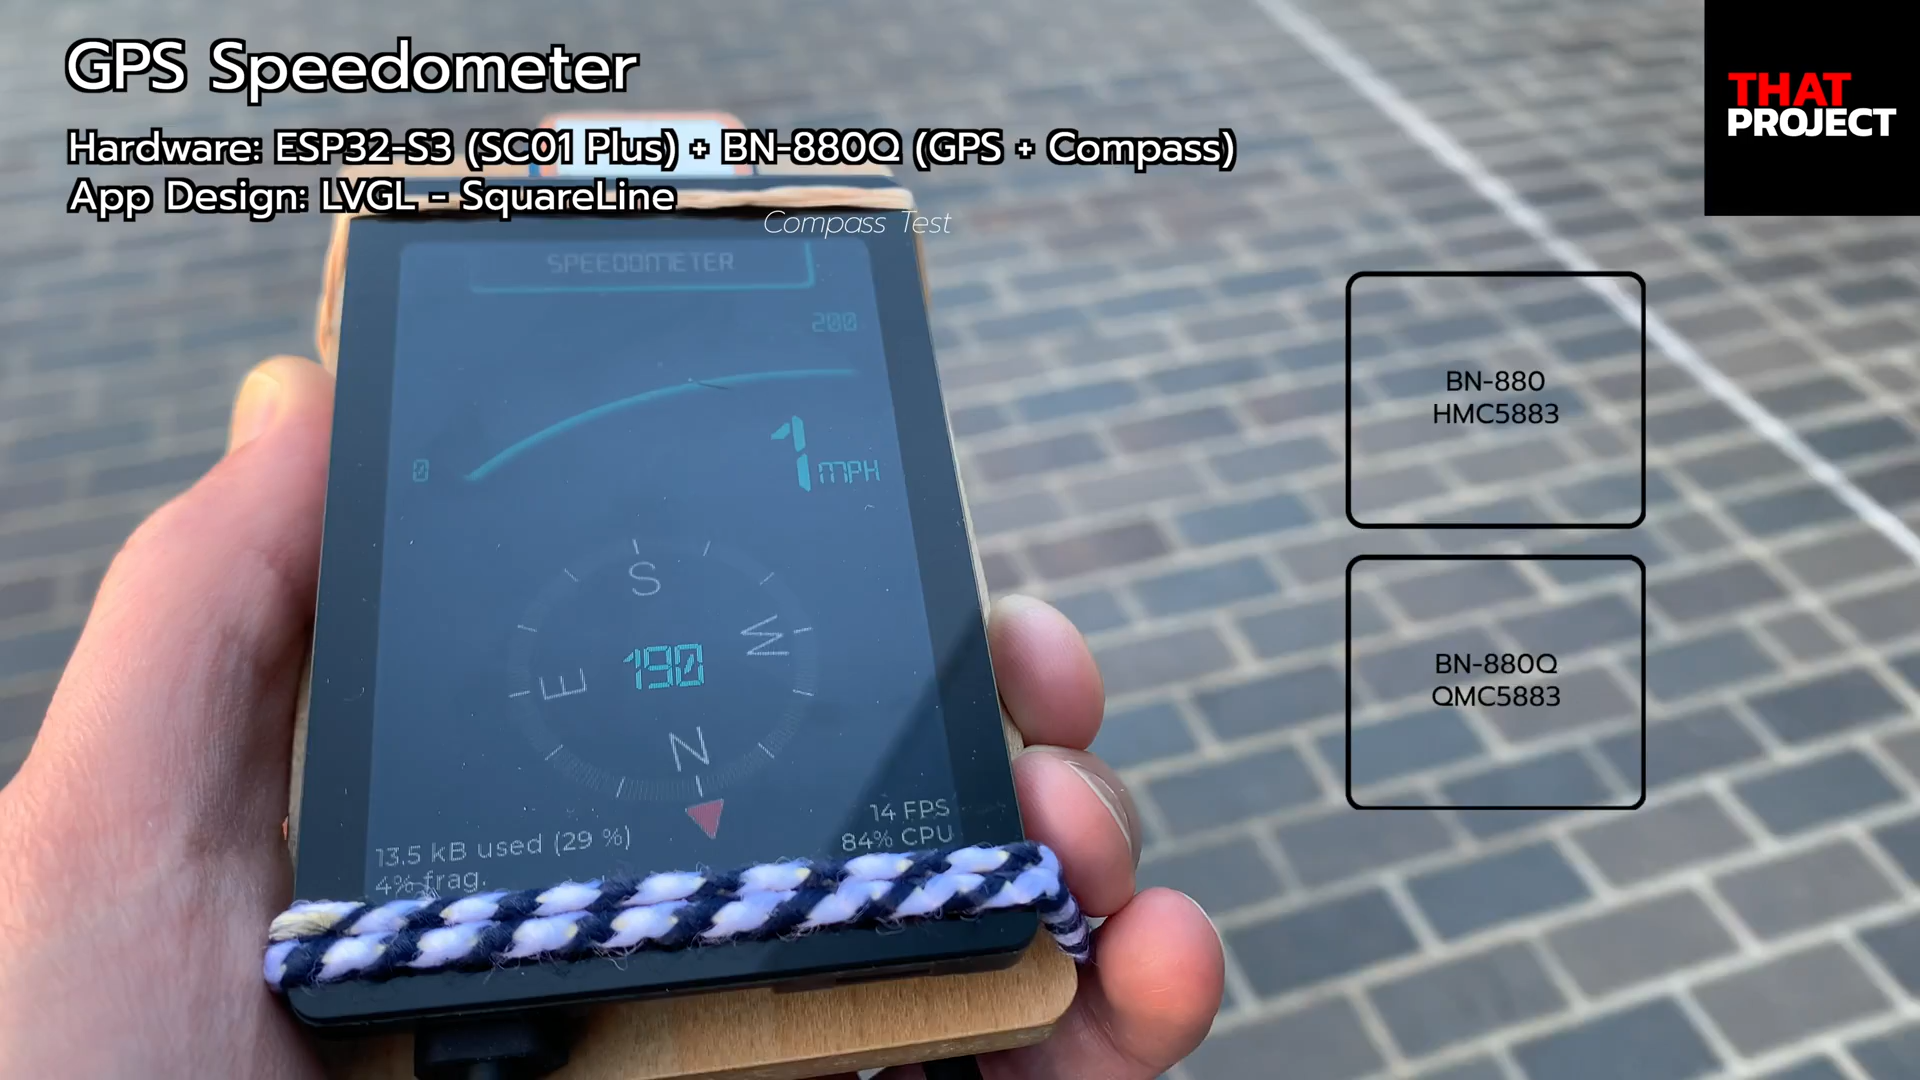 GPS Speedometer
Hardware: ESP32-S3 (SC01 Plus) + BN-880Q (GPS + Compass)
App Design: LVGL - SquareLine
THAT
PROJECT
Compass Test
SPEEDOMETER
200
0
1 MPH
S
W
190
E
N
14 FPS
84% CPU
13.5 kB used (29 %)
4% frag.
BN-880
HMC5883
BN-880Q
QMC5883